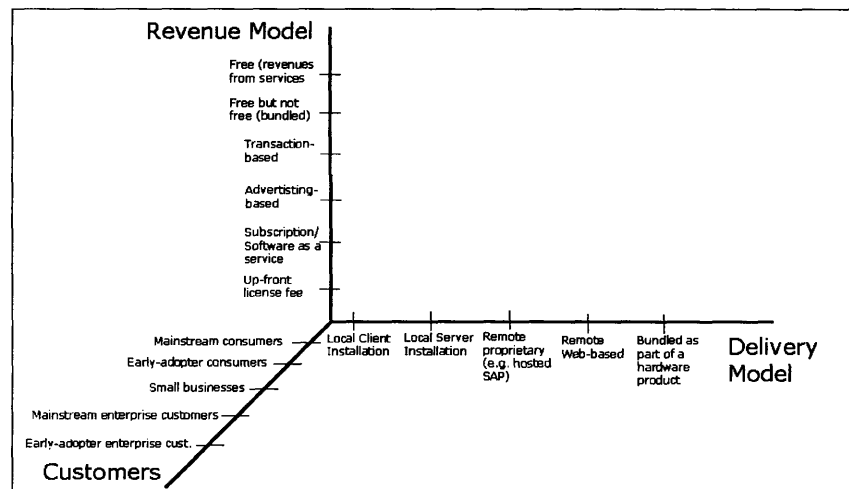 Revenue Model
Free (revenues
from services
Free but not
free (bundled)
Transaction-
based
Advertisting-
based
Subscription/
Software as a
service
Up-front
license fee
Mainstream consumers
Early-adopter consumers
Small businesses
Mainstream enterprise customers
Early-adopter enterprise cust.
Customers
Local Client
Installation
Local Server
Installation
Remote
proprietary
(e.g. hosted
SAP)
Remote
Web-based
Bundled as
part of a
hardware
product
Delivery
Model